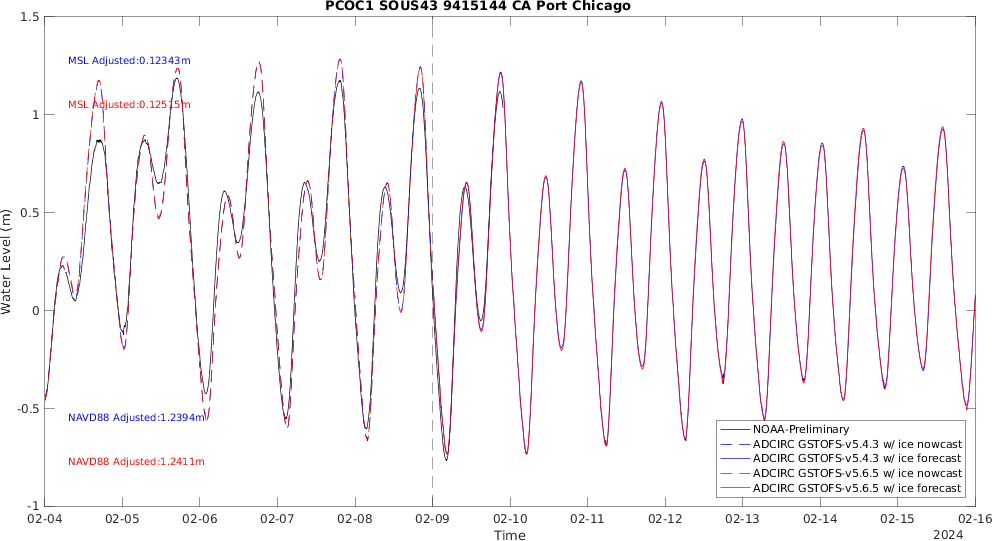 PCOC1 SOUS43 9415144 CA Port Chicago
1.5
1
0.5
0
-0.5
-1
Water Level (m)
MSL Adjusted:0.12343m
MSL Adjusted:0.12515m
NAVD88 Adjusted:1.2394m
NAVD88 Adjusted:1.2411m
NOAA-Preliminary
ADCIRC GSTOFS-v5.4.3 w/ ice nowcast
ADCIRC GSTOFS-v5.4.3 w/ ice forecast
ADCIRC GSTOFS-v5.6.5 w/ ice nowcast
ADCIRC GSTOFS-v5.6.5 w/ ice forecast
02-04 02-05 02-06 02-07 02-08 02-09 02-10 02-11 02-12 02-13 02-14 02-15 02-16
Time
2024